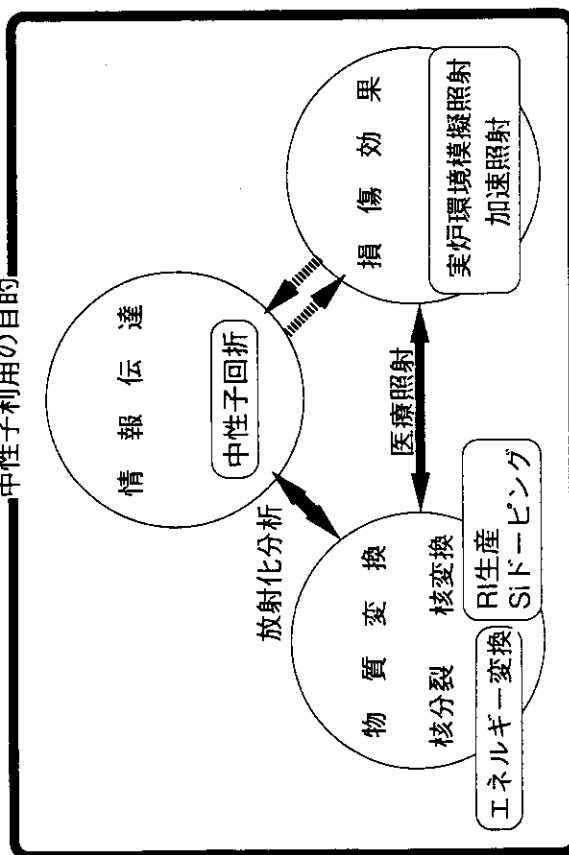 中性子利用の目的
情報伝達
中性子回折
放射化分析
医療照射
物質変換
核分裂 核変換
エネルギー変換
RI生産
Siドーピング
損傷効果
実炉環境模擬照射
加速照射